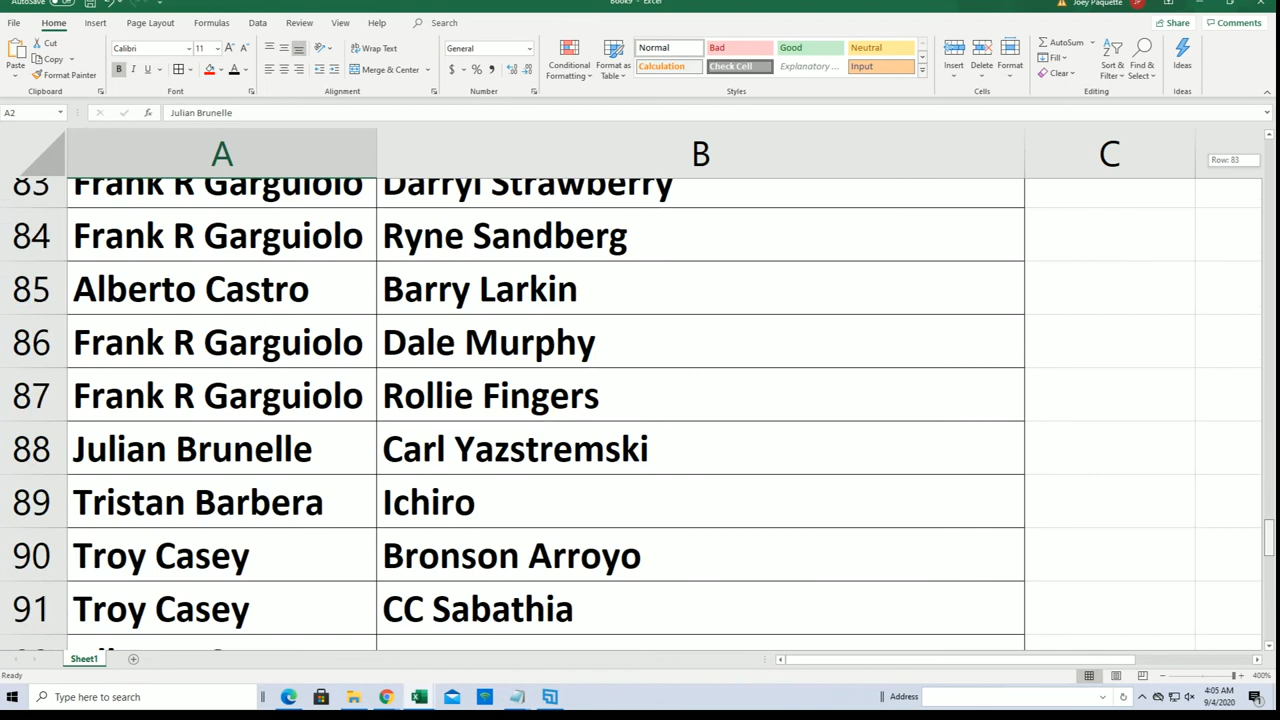 AutoSave Off Book9 - Excel Joey Paquette JP
File Home Insert Page Layout Formulas Data Review View Help Search Share Comments
Paste Cut Copy Format Painter Clipboard
Calibri 11 B I U A A A Font
Wrap Text Merge & Center Alignment
General $ % , Number
Conditional Formatting Format as Table
Normal Bad Good Neutral
Calculation Check Cell Explanatory ... Input
Styles
Insert Delete Format Cells
AutoSum Fill Clear Sort & Filter Find & Select Editing
Ideas Ideas
A2 fx Julian Brunelle
A B C
Row: 83
83 Frank R Garguiolo Darryl Strawberry
84 Frank R Garguiolo Ryne Sandberg
85 Alberto Castro Barry Larkin
86 Frank R Garguiolo Dale Murphy
87 Frank R Garguiolo Rollie Fingers
88 Julian Brunelle Carl Yazstremski
89 Tristan Barbera Ichiro
90 Troy Casey Bronson Arroyo
91 Troy Casey CC Sabathia
Sheet1
Ready 400%
Type here to search Address 4:05 AM
9/4/2020